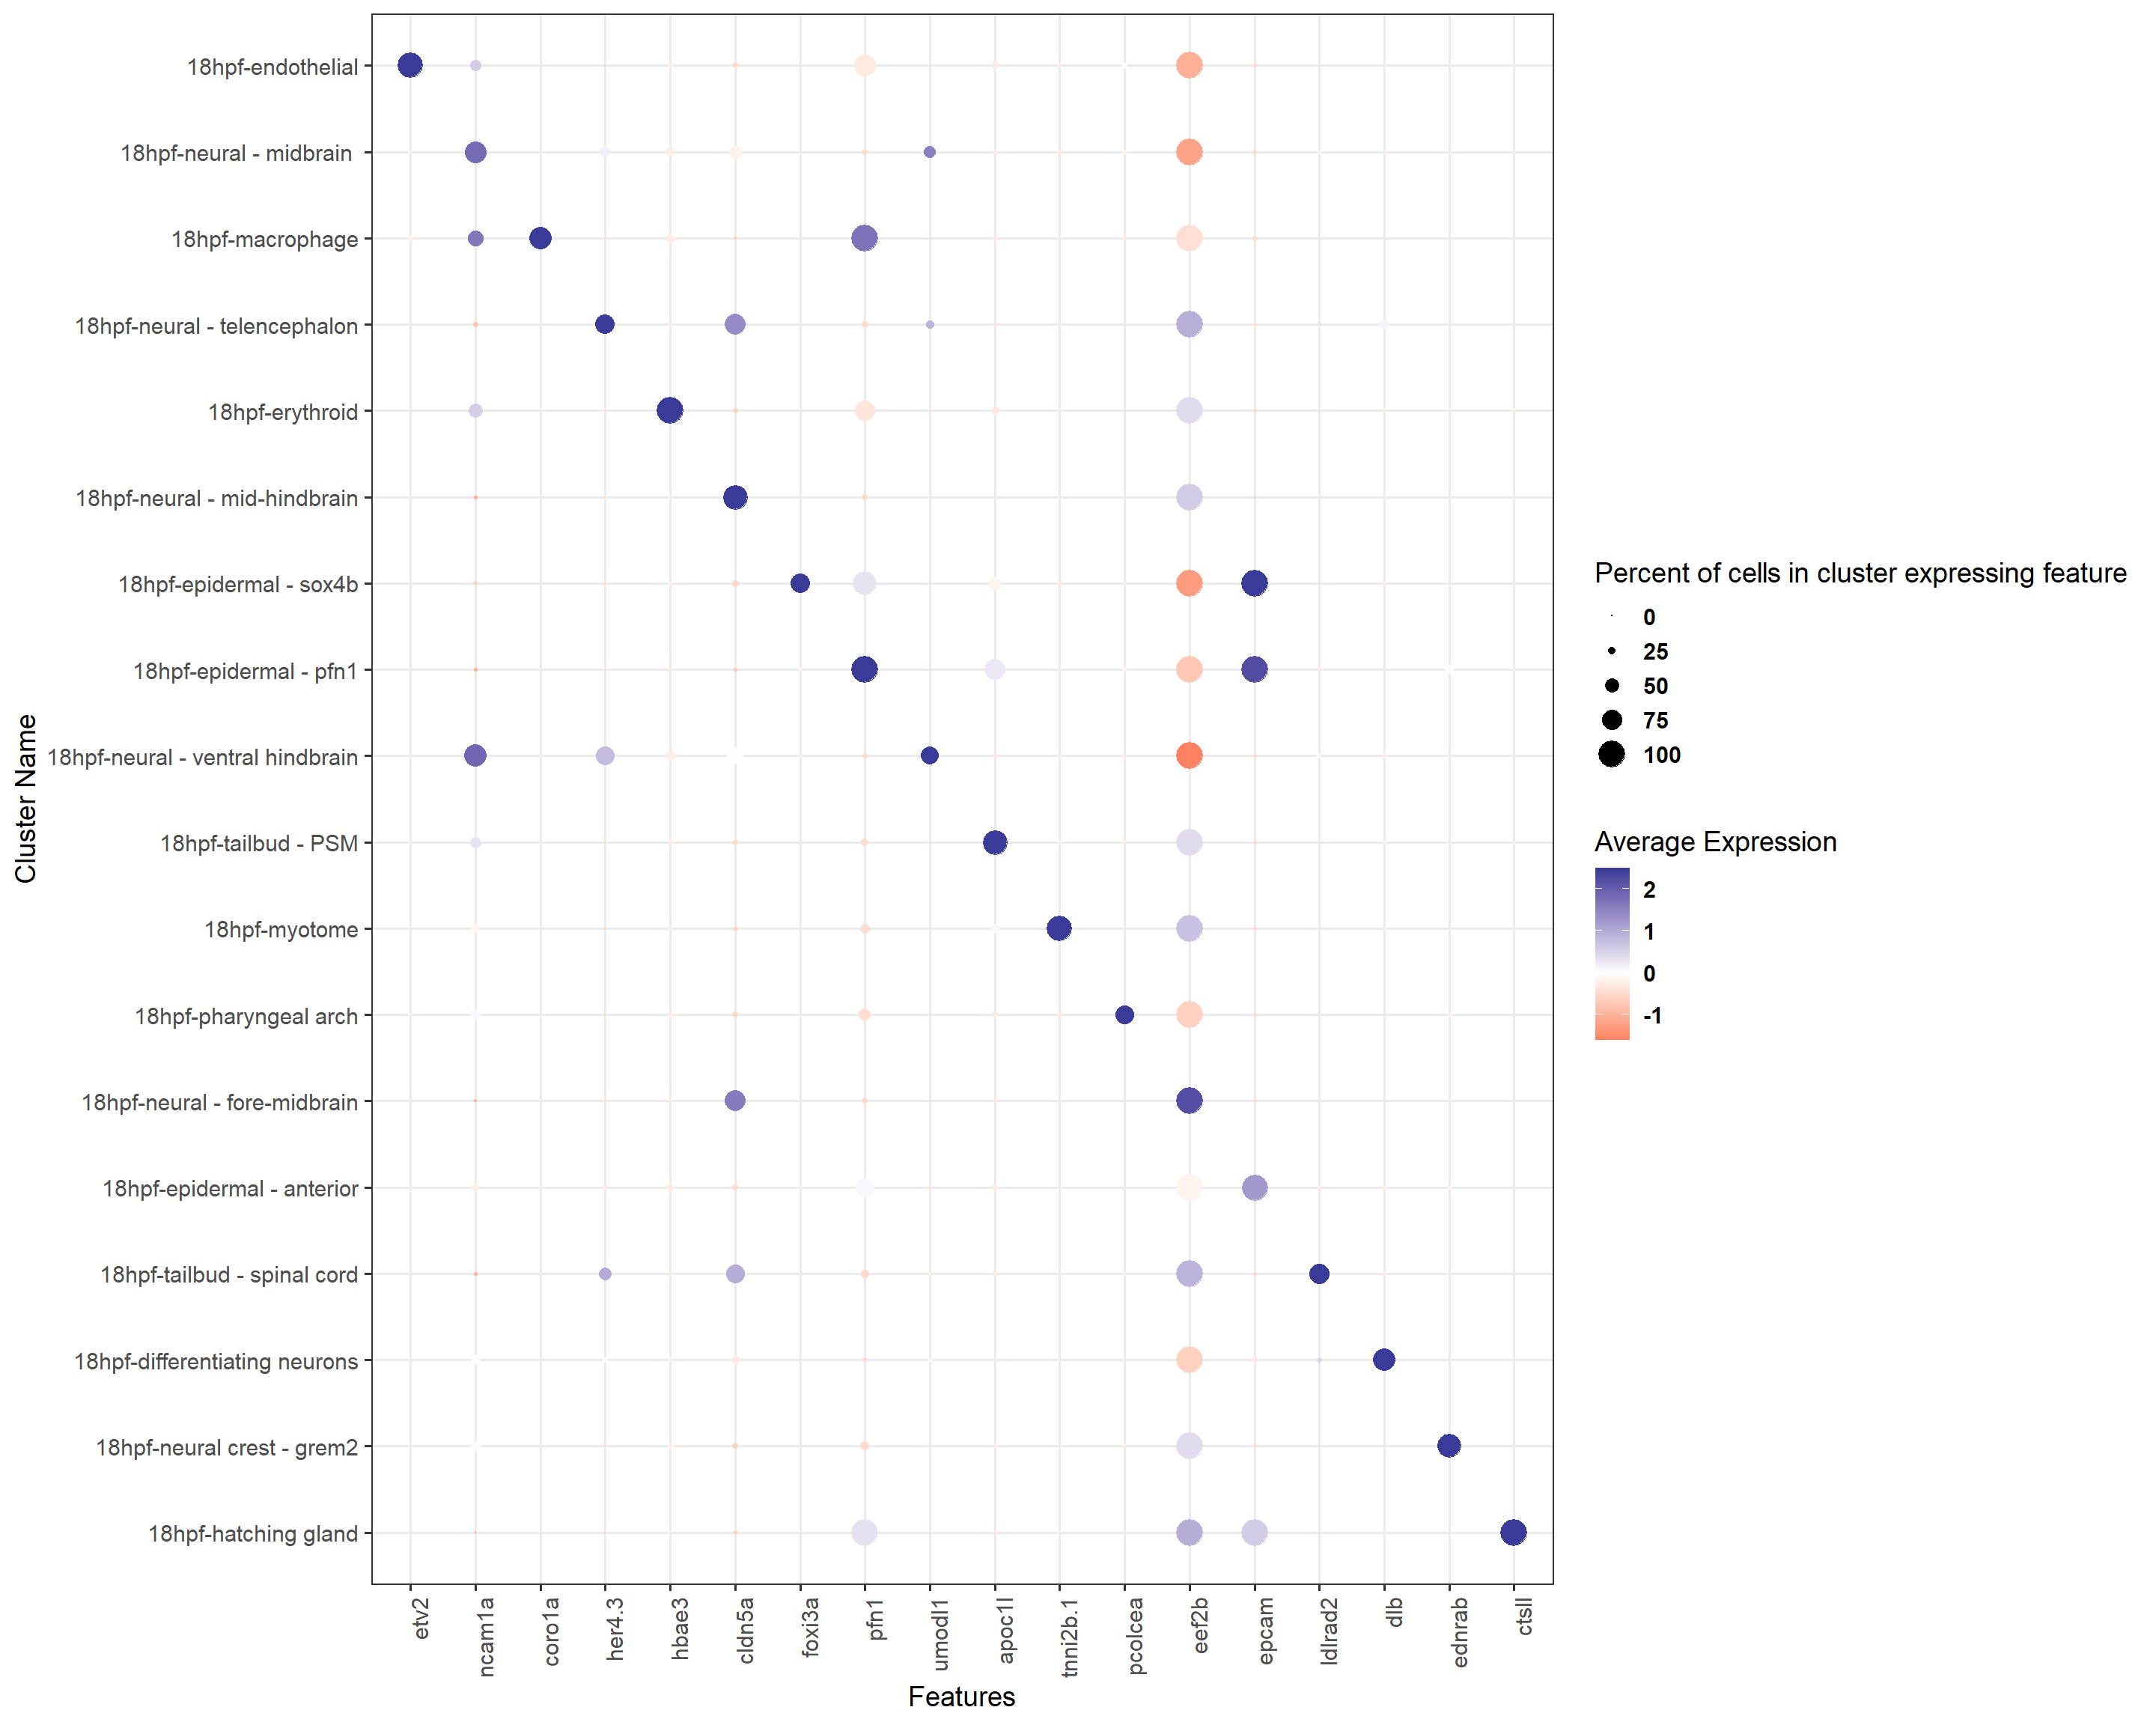 18hpf-endothelial
18hpf-neural - midbrain
18hpf-macrophage
18hpf-neural - telencephalon
18hpf-erythroid
18hpf-neural - mid-hindbrain
18hpf-epidermal - sox4b
18hpf-epidermal - pfn1
18hpf-neural - ventral hindbrain
18hpf-tailbud - PSM
18hpf-myotome
18hpf-pharyngeal arch
18hpf-neural - fore-midbrain
18hpf-epidermal - anterior
18hpf-tailbud - spinal cord
18hpf-differentiating neurons
18hpf-neural crest - grem2
18hpf-hatching gland
Cluster Name
etv2
ncam1a
coro1a
her4.3
hbae3
cldn5a
foxi3a
pfn1
umodl1
apoc1l
tnni2b.1
pcolcea
eef2b
epcam
ldlrad2
dlb
ednrab
ctsll
Features
Percent of cells in cluster expressing feature
0
25
50
75
100
Average Expression
2
1
0
-1